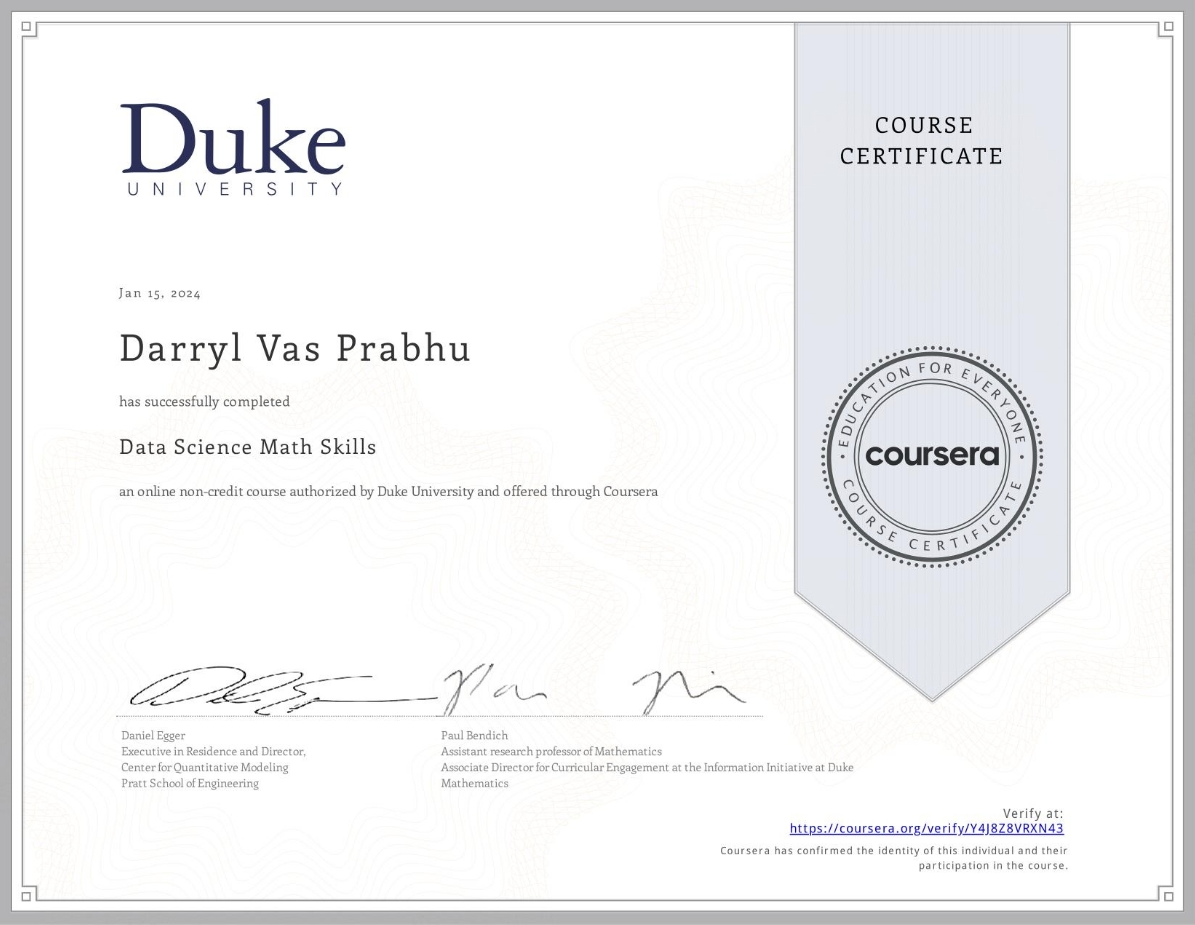 Duke
UNIVERSITY
COURSE
CERTIFICATE
Jan 15, 2024
Darryl Vas Prabhu
has successfully completed
Data Science Math Skills
an online non-credit course authorized by Duke University and offered through Coursera
EDUCATION FOR EVERYONE
coursera
COURSE CERTIFICATE
Daniel Egger
Executive in Residence and Director,
Center for Quantitative Modeling
Pratt School of Engineering
Paul Bendich
Assistant research professor of Mathematics
Associate Director for Curricular Engagement at the Information Initiative at Duke
Mathematics
Verify at:
https://coursera.org/verify/Y4J8Z8VRXN43
Coursera has confirmed the identity of this individual and their
participation in the course.